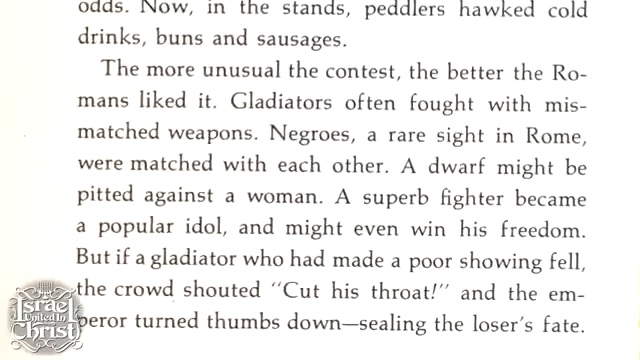 odds. Now, in the stands, peddlers hawked cold
drinks, buns and sausages.
The more unusual the contest, the better the Ro-
mans liked it. Gladiators often fought with mis-
matched weapons. Negroes, a rare sight in Rome,
were matched with each other. A dwarf might be
pitted against a woman. A superb fighter became
a popular idol, and might even win his freedom.
But if a gladiator who had made a poor showing fell,
the crowd shouted "Cut his throat!" and the em-
peror turned thumbs down—sealing the loser's fate.
Israel
United In
Christ